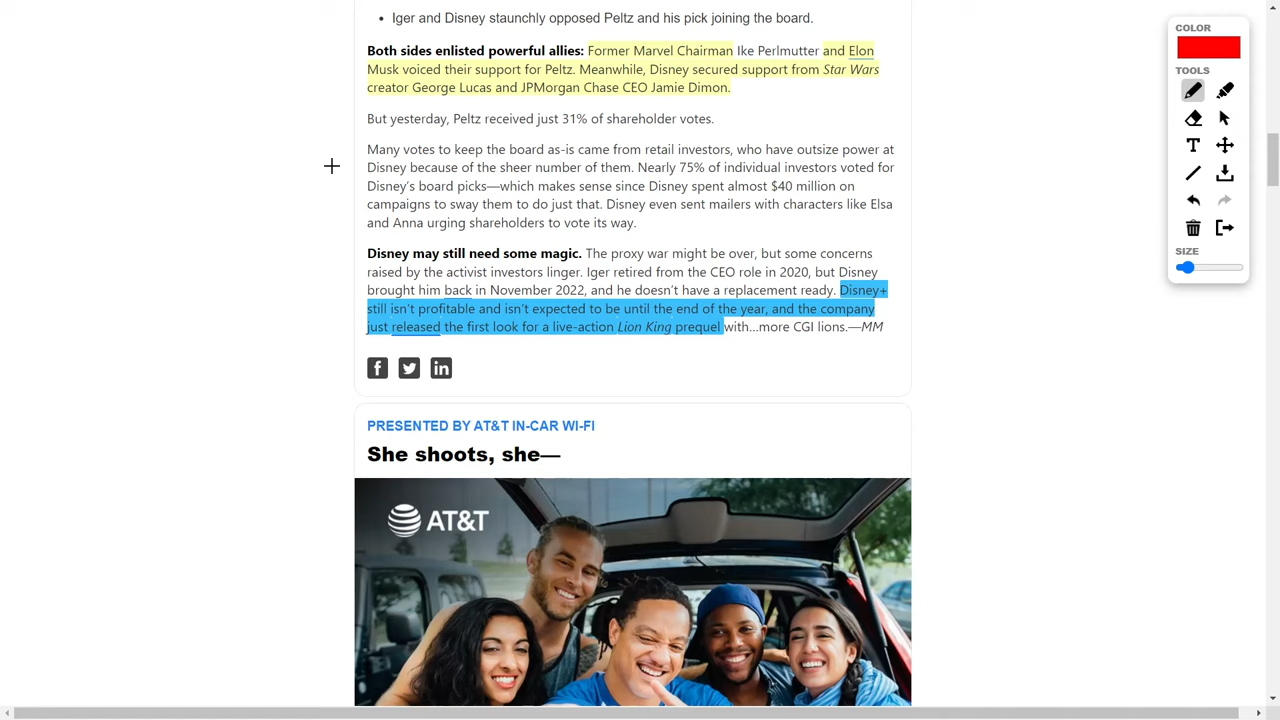 Iger and Disney staunchly opposed Peltz and his pick joining the board.
Both sides enlisted powerful allies: Former Marvel Chairman Ike Perlmutter and Elon
Musk voiced their support for Peltz. Meanwhile, Disney secured support from Star Wars
creator George Lucas and JPMorgan Chase CEO Jamie Dimon.
But yesterday, Peltz received just 31% of shareholder votes.
Many votes to keep the board as-is came from retail investors, who have outsize power at
Disney because of the sheer number of them. Nearly 75% of individual investors voted for
Disney’s board picks—which makes sense since Disney spent almost $40 million on
campaigns to sway them to do just that. Disney even sent mailers with characters like Elsa
and Anna urging shareholders to vote its way.
Disney may still need some magic. The proxy war might be over, but some concerns
raised by the activist investors linger. Iger retired from the CEO role in 2020, but Disney
brought him back in November 2022, and he doesn’t have a replacement ready. Disney+
still isn’t profitable and isn’t expected to be until the end of the year, and the company
just released the first look for a live-action Lion King prequel with…more CGI lions.—MM
PRESENTED BY AT&T IN-CAR WI-FI
She shoots, she—
AT&T
COLOR
TOOLS
T
SIZE